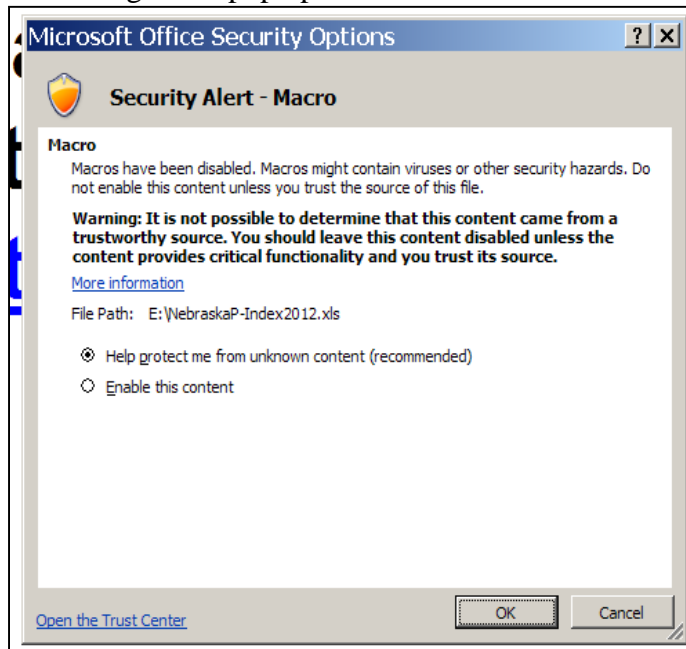 Microsoft Office Security Options
Security Alert - Macro
Macro
Macros have been disabled. Macros might contain viruses or other security hazards. Do
not enable this content unless you trust the source of this file.
Warning: It is not possible to determine that this content came from a
trustworthy source. You should leave this content disabled unless the
content provides critical functionality and you trust its source.
More information
File Path: E:\NebraskaP-Index2012.xls
Help protect me from unknown content (recommended)
Enable this content
Open the Trust Center
OK Cancel